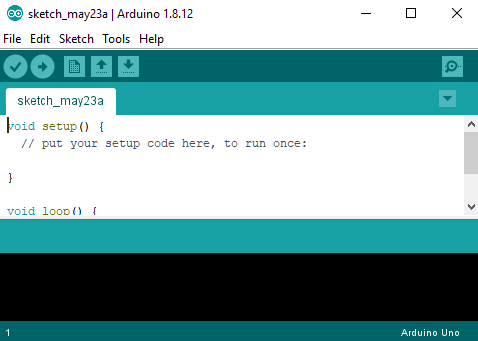 sketch_may23a | Arduino 1.8.12
File Edit Sketch Tools Help
sketch_may23a
void setup() {
  // put your setup code here, to run once:
}
void loop() {
1 Arduino Uno